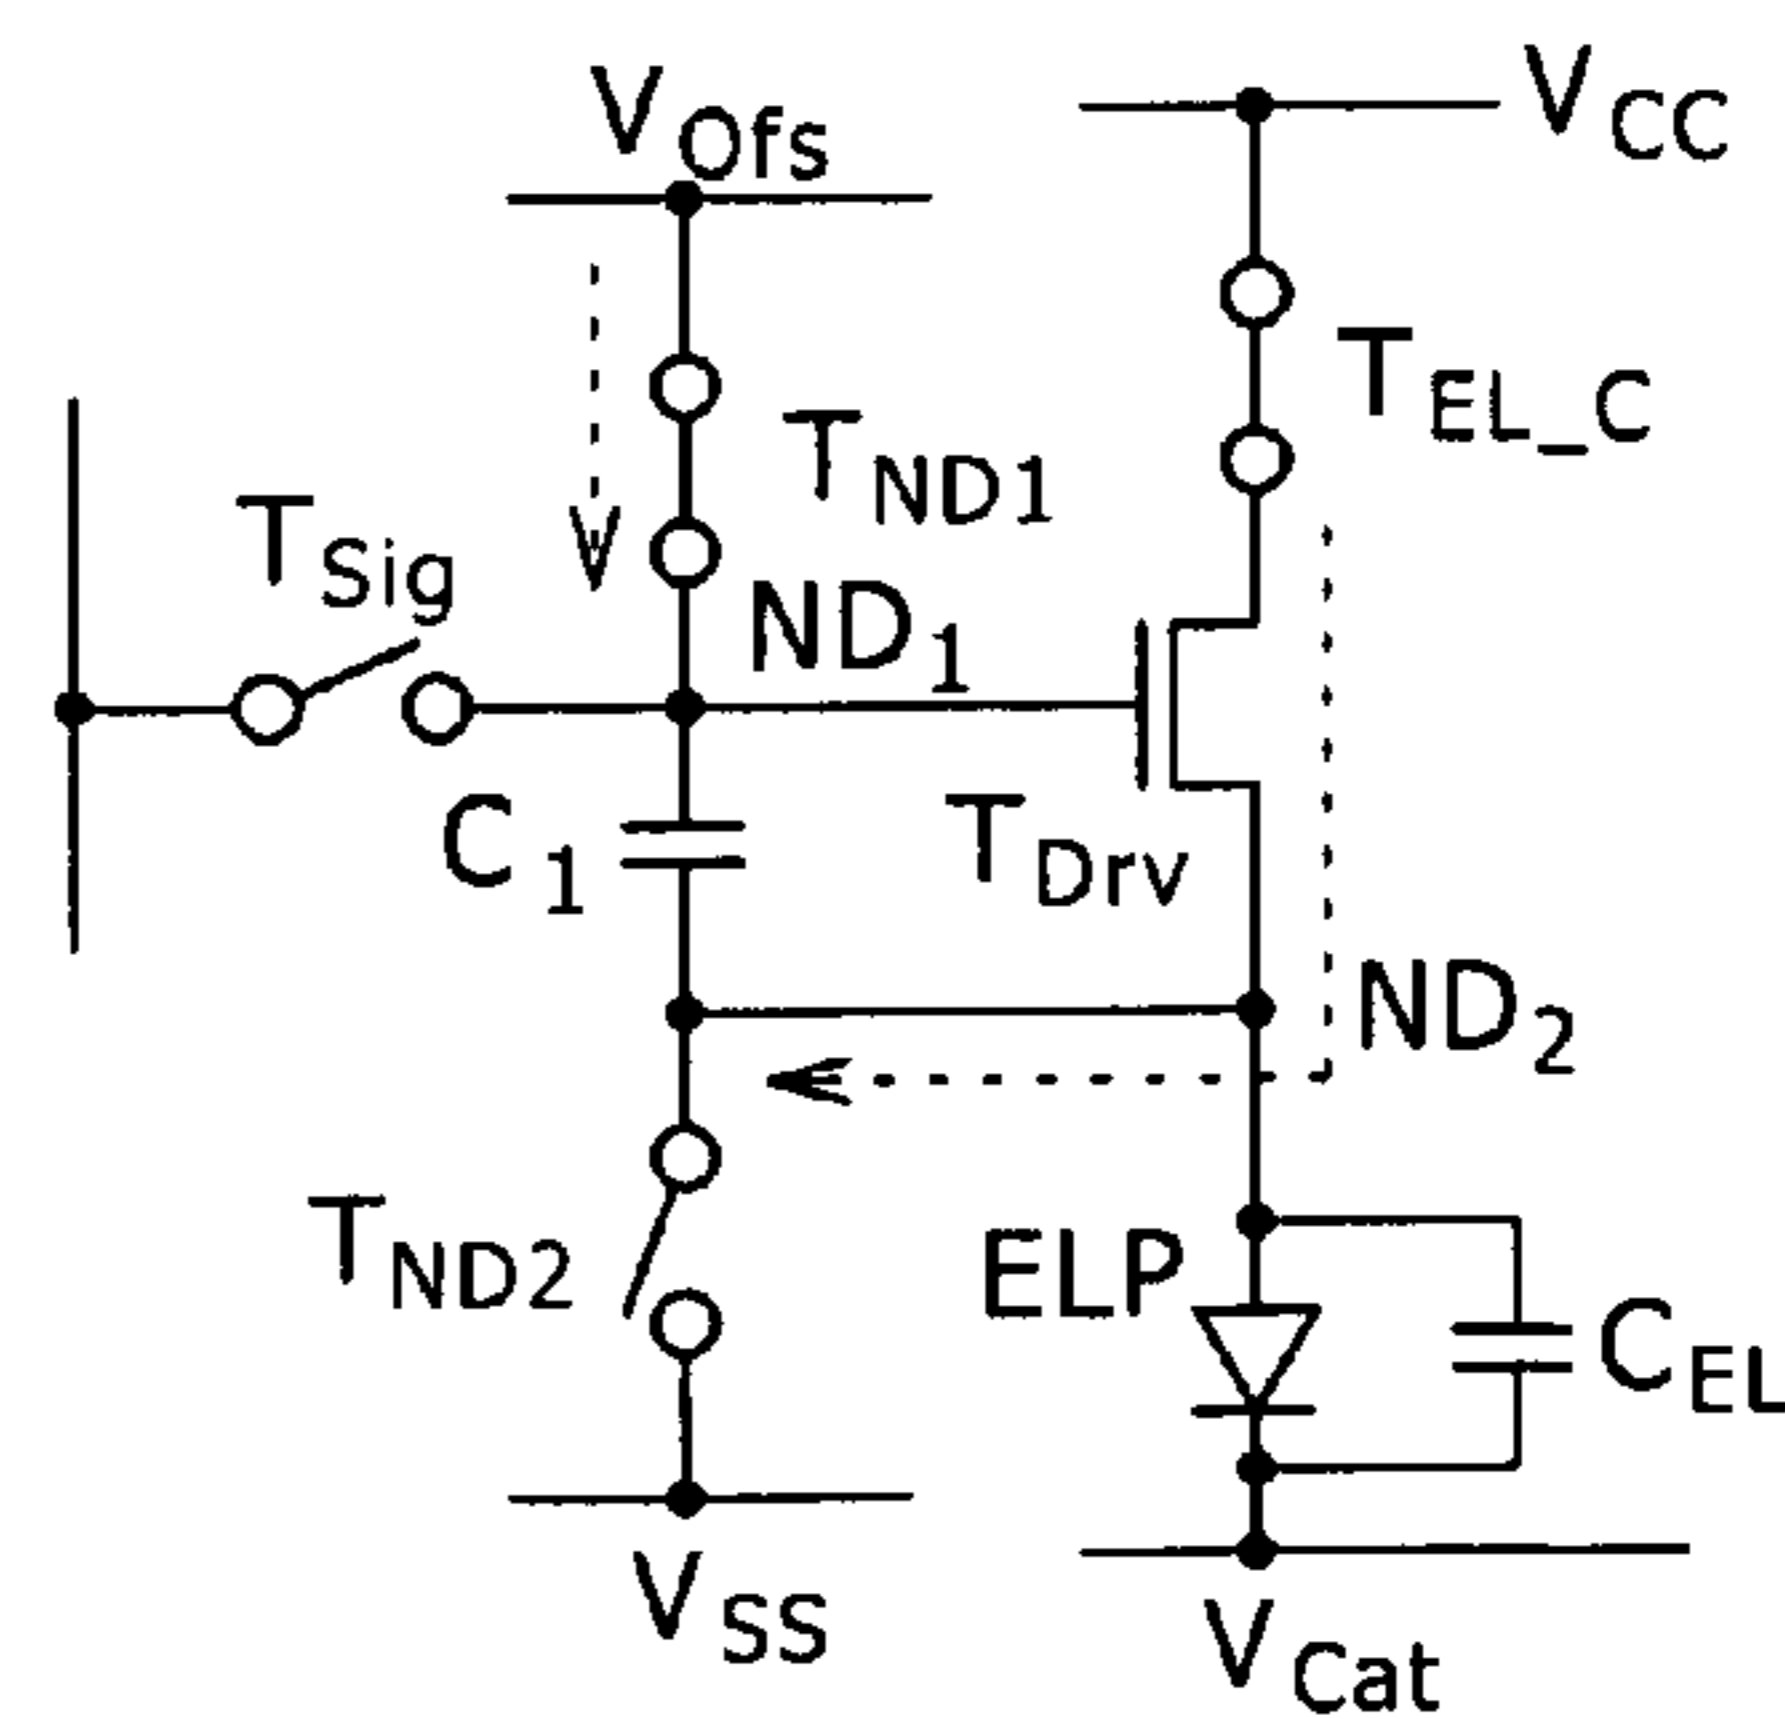 V_Ofs
V_CC
T_EL_C
T_ND1
T_Sig
ND_1
C_1
T_Drv
ND_2
T_ND2
ELP
C_EL
V_SS
V_Cat